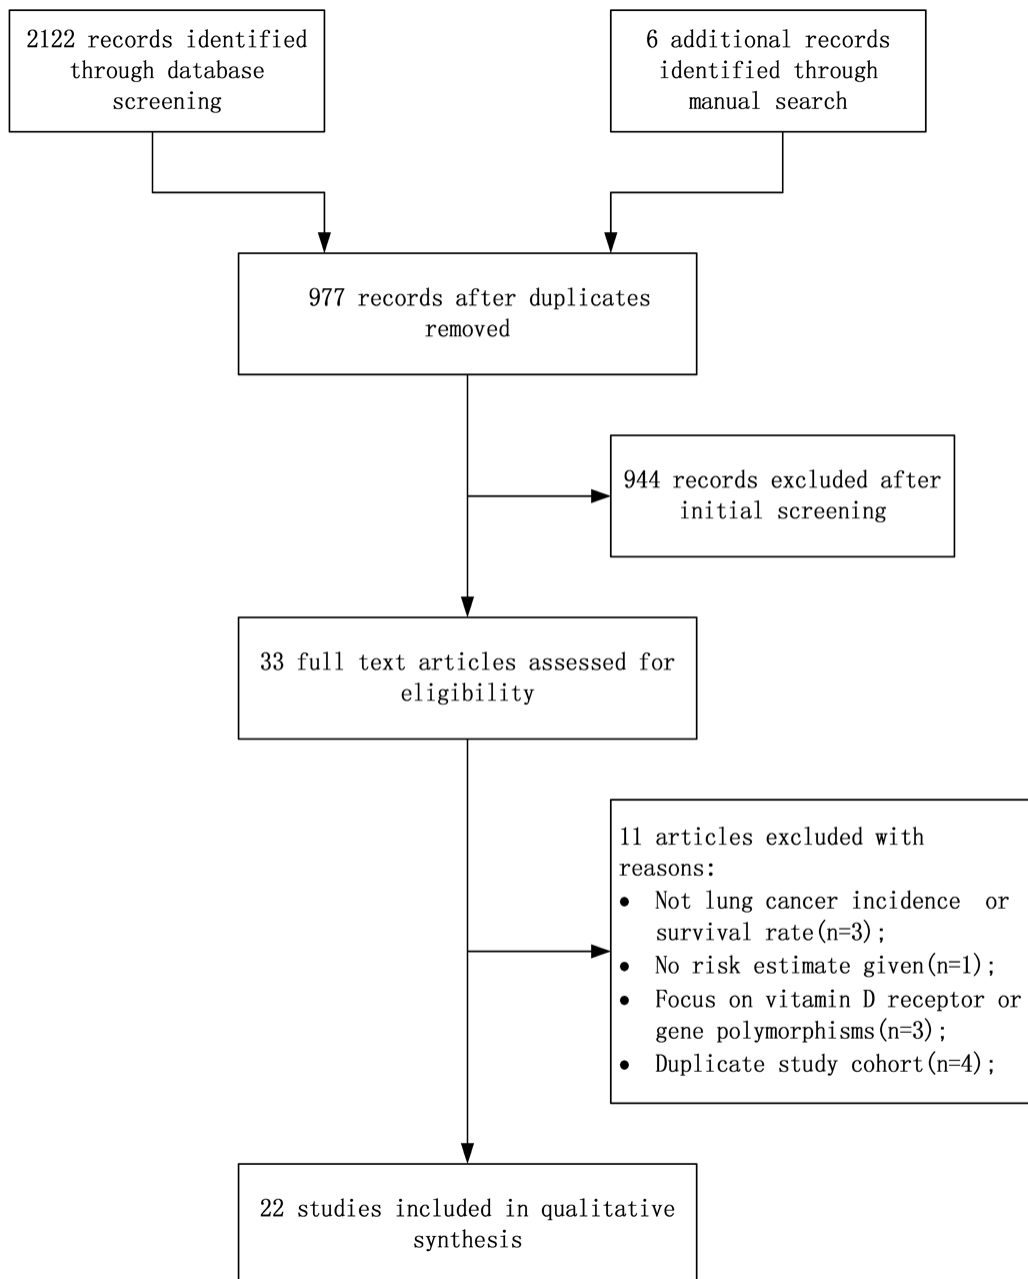 2122 records identified
through database
screening
6 additional records
identified through
manual search
977 records after duplicates
removed
944 records excluded after
initial screening
33 full text articles assessed for
eligibility
11 articles excluded with
reasons:
• Not lung cancer incidence or
survival rate(n=3);
• No risk estimate given(n=1);
• Focus on vitamin D receptor or
gene polymorphisms(n=3);
• Duplicate study cohort(n=4);
22 studies included in qualitative
synthesis